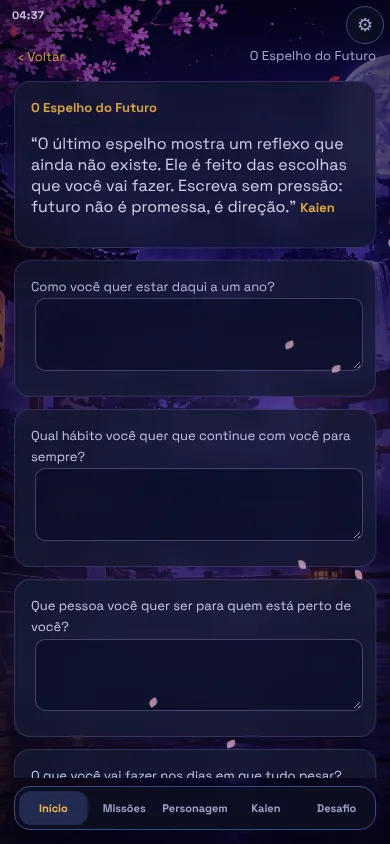 04:37
‹ Voltar
O Espelho do Futuro
O Espelho do Futuro
“O último espelho mostra um reflexo que
ainda não existe. Ele é feito das escolhas
que você vai fazer. Escreva sem pressão:
futuro não é promessa, é direção.” Kaien
Como você quer estar daqui a um ano?
Qual hábito você quer que continue com você para
sempre?
Que pessoa você quer ser para quem está perto de
você?
O que você vai fazer nos dias em que tudo pesar?
Início
Missões
Personagem
Kaien
Desafio